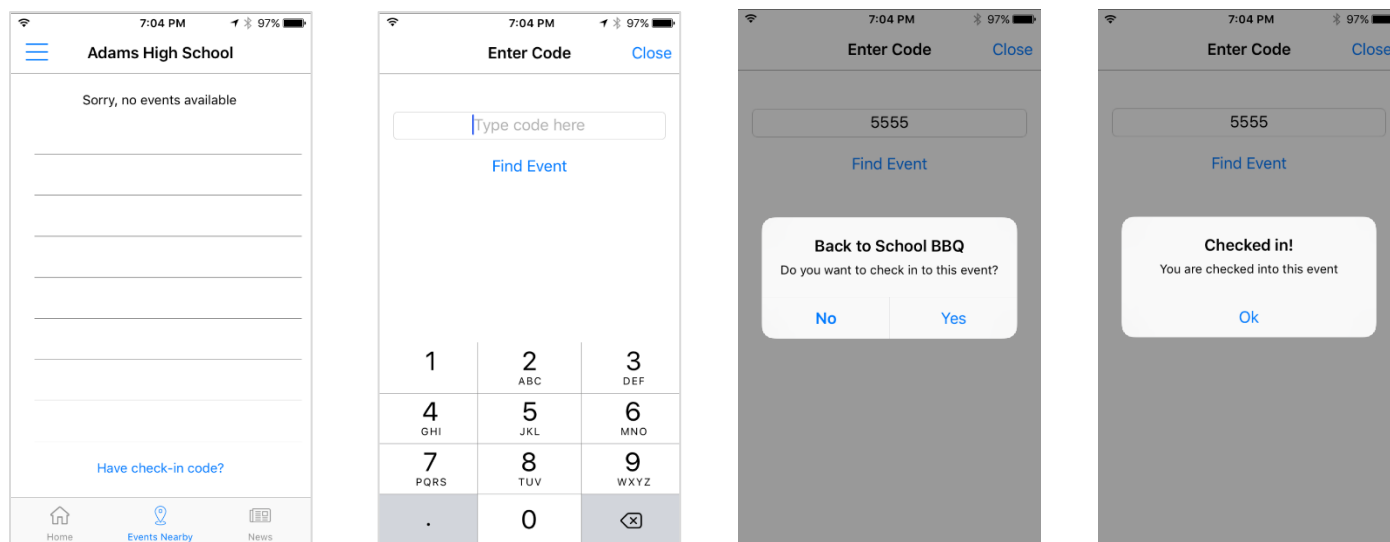 7:04 PM 97%
Adams High School
Sorry, no events available
Have check-in code?
Home Events Nearby News
7:04 PM 97%
Enter Code Close
Type code here
Find Event
1 2 3
ABC DEF
4 5 6
GHI JKL MNO
7 8 9
PQRS TUV WXYZ
. 0
7:04 PM 97%
Enter Code Close
5555
Find Event
Back to School BBQ
Do you want to check in to this event?
No Yes
7:04 PM 97%
Enter Code Close
5555
Find Event
Checked in!
You are checked into this event
Ok